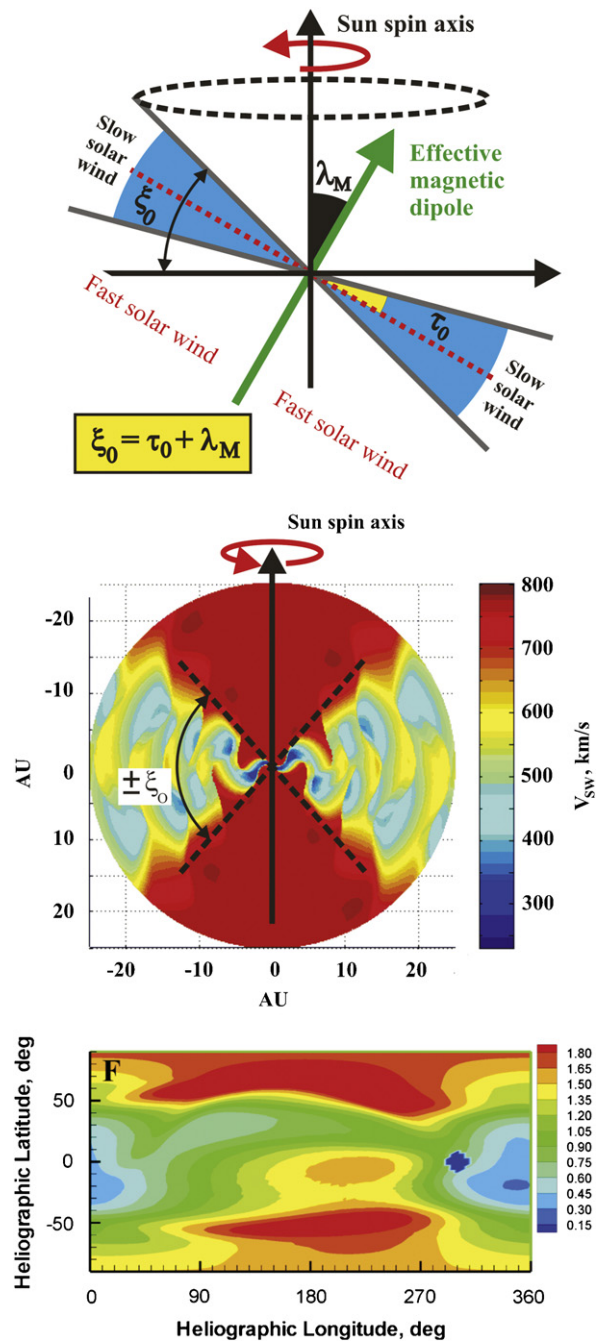 Sun spin axis
Slow
solar
wind
ξ₀
λ_M
Effective
magnetic
dipole
Fast solar wind
τ₀
Slow
solar
wind
Fast solar wind
ξ₀ = τ₀ + λ_M
Sun spin axis
-20
-10
0
10
20
AU
± ξ₀
-20
-10
0
10
20
AU
800
700
600
500
400
300
V_SW, km/s
F
50
0
-50
Heliographic Latitude, deg
0
90
180
270
360
Heliographic Longitude, deg
1.80
1.65
1.50
1.35
1.20
1.05
0.90
0.75
0.60
0.45
0.30
0.15